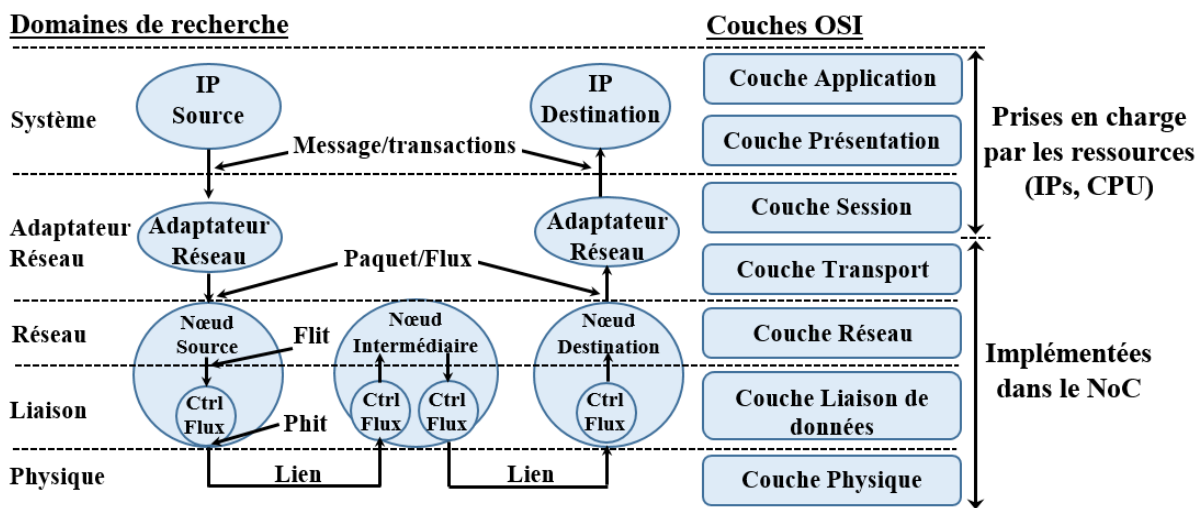 Domaines de recherche
Couches OSI
IP
Source
IP
Destination
Couche Application
Système
Prises en charge
par les ressources
(IPs, CPU)
Message/transactions
Couche Présentation
Adaptateur
Réseau
Adaptateur
Réseau
Adaptateur
Réseau
Couche Session
Paquet/Flux
Couche Transport
Réseau
Nœud
Source
Flit
Nœud
Intermédiaire
Nœud
Destination
Couche Réseau
Implémentées
dans le NoC
Liaison
Ctrl
Flux
Phit
Ctrl
Flux
Ctrl
Flux
Ctrl
Flux
Couche Liaison de
données
Physique
Lien
Lien
Couche Physique